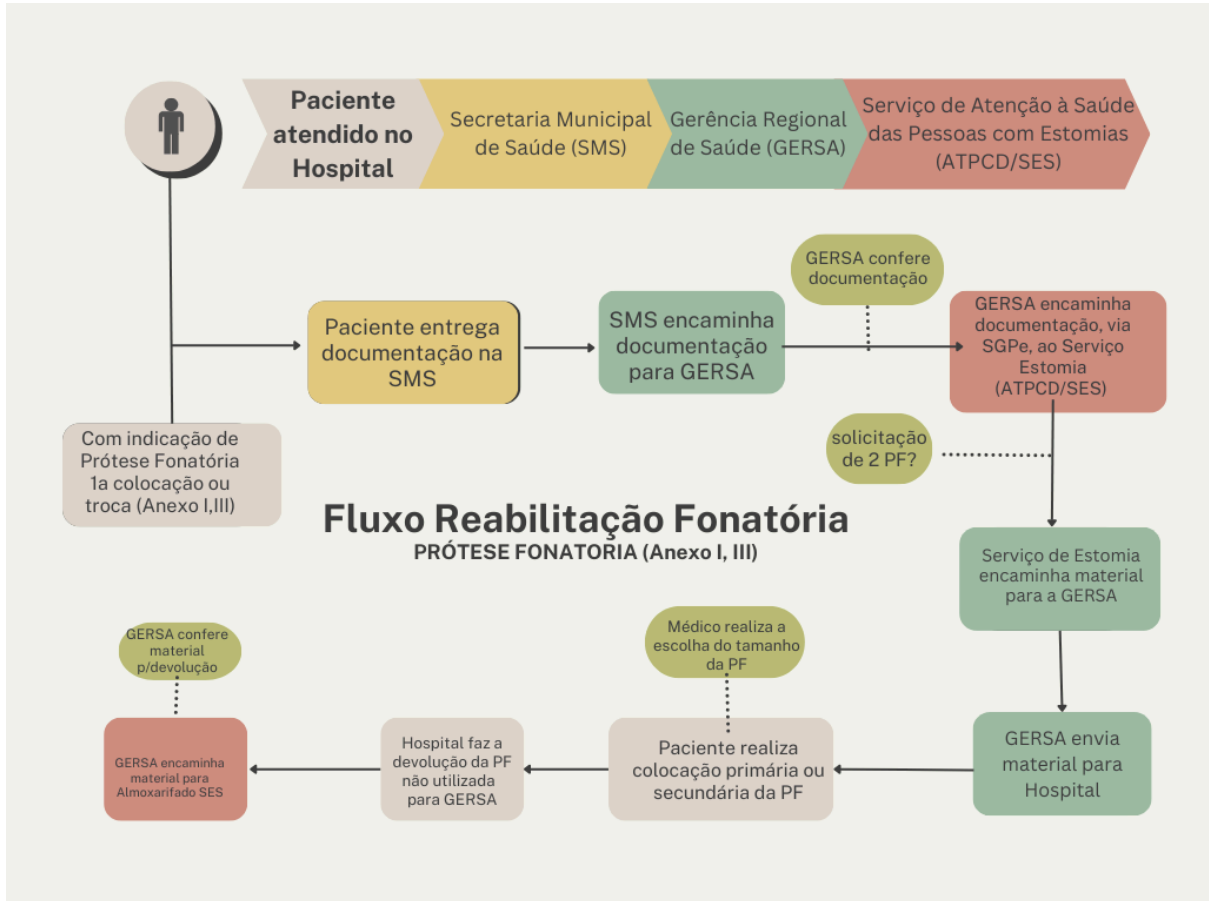 Paciente
atendido no
Hospital
Secretaria Municipal
de Saúde (SMS)
Gerência Regional
de Saúde (GERSA)
Serviço de Atenção à Saúde
das Pessoas com Estomias
(ATPCD/SES)
GERSA confere
documentação
Paciente entrega
documentação na
SMS
SMS encaminha
documentação
para GERSA
GERSA encaminha
documentação, via
SGPe, ao Serviço
Estomia
(ATPCD/SES)
Com indicação de
Prótese Fonatória
1a colocação ou
troca (Anexo I,III)
solicitação
de 2 PF?
Fluxo Reabilitação Fonatória
PRÓTESE FONATORIA (Anexo I, III)
Serviço de Estomia
encaminha material
para a GERSA
GERSA confere
material
p/devolução
Médico realiza a
escolha do tamanho
da PF
GERSA encaminha
material para
Almoxarifado SES
Hospital faz a
devolução da PF
não utilizada
para GERSA
Paciente realiza
colocação primária ou
secundária da PF
GERSA envia
material para
Hospital